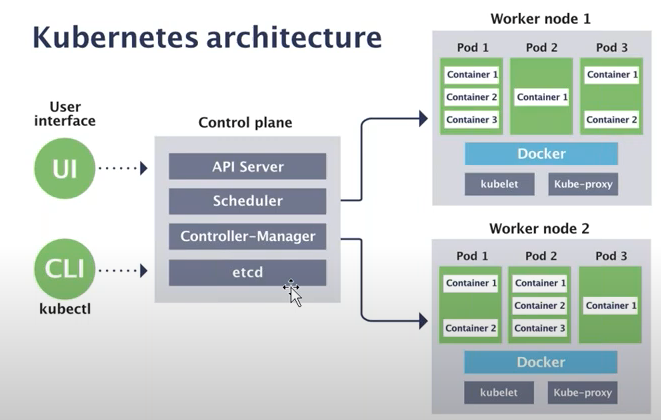 Kubernetes architecture
User
interface
UI
CLI
kubectl
Control plane
API Server
Scheduler
Controller-Manager
etcd
Worker node 1
Pod 1
Container 1
Container 2
Container 3
Pod 2
Container 1
Pod 3
Container 1
Container 2
Docker
kubelet
Kube-proxy
Worker node 2
Pod 1
Container 1
Container 2
Pod 2
Container 1
Container 2
Container 3
Pod 3
Container 1
Docker
kubelet
Kube-proxy